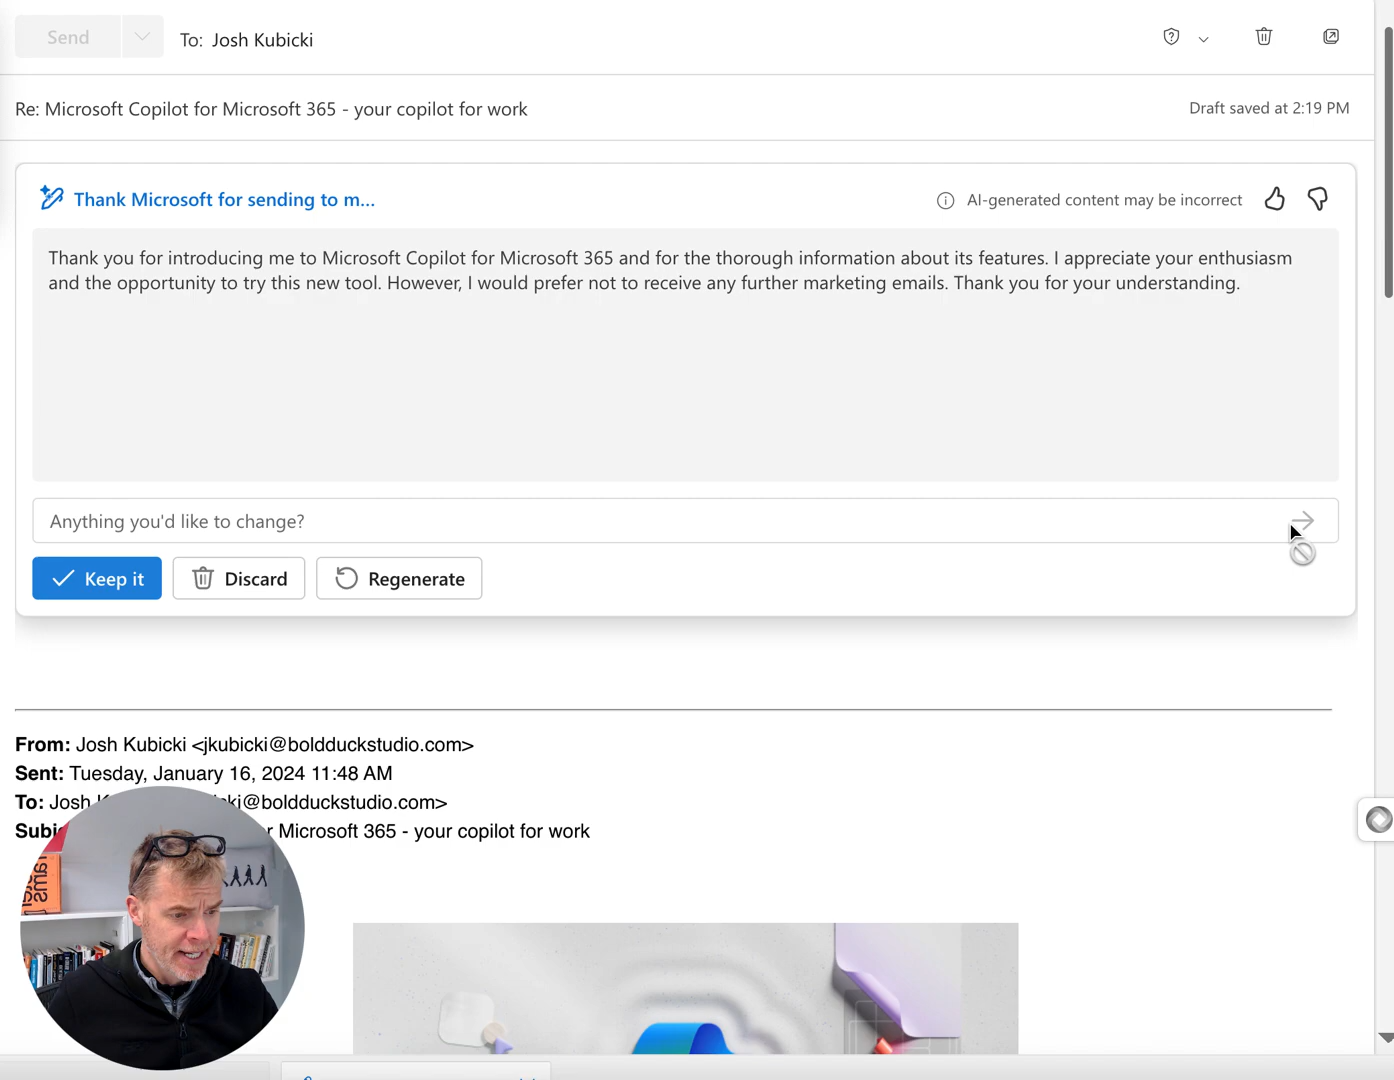 Send
To: Josh Kubicki
Re: Microsoft Copilot for Microsoft 365 - your copilot for work
Draft saved at 2:19 PM
Thank Microsoft for sending to m...
AI-generated content may be incorrect
Thank you for introducing me to Microsoft Copilot for Microsoft 365 and for the thorough information about its features. I appreciate your enthusiasm
and the opportunity to try this new tool. However, I would prefer not to receive any further marketing emails. Thank you for your understanding.
Anything you'd like to change?
Keep it
Discard
Regenerate
From: Josh Kubicki <jkubicki@boldduckstudio.com>
Sent: Tuesday, January 16, 2024 11:48 AM
To: Josh ki@boldduckstudio.com>
Microsoft 365 - your copilot for work